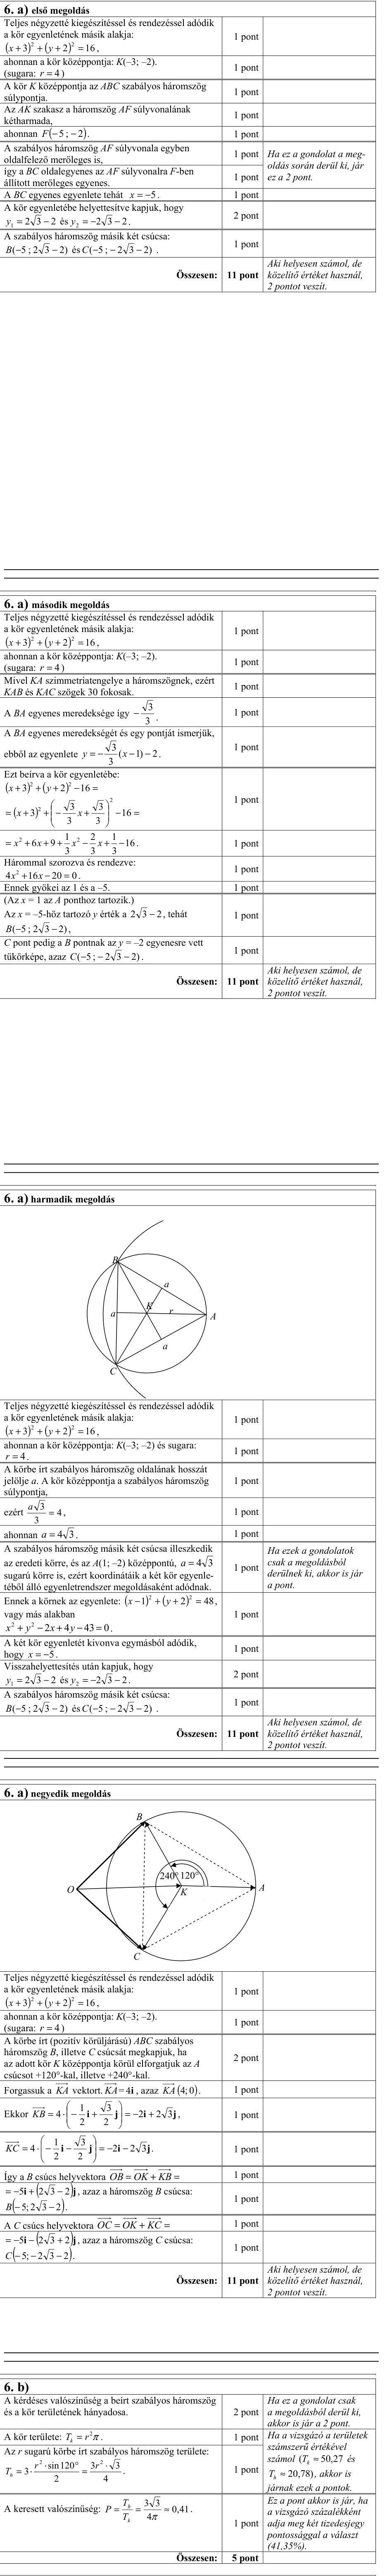 6. a) első megoldás
Teljes négyzetté kiegészítéssel és rendezéssel adódik
a kör egyenletének másik alakja:
(x+3)² + (y+2)² = 16,
1 pont
ahonnan a kör középpontja: K(–3; –2).
(sugara: r = 4)
1 pont
A kör K középpontja az ABC szabályos háromszög
súlypontja.
1 pont
Az AK szakasz a háromszög AF súlyvonalának
kétharmada,
1 pont
ahonnan F(−5 ; −2).
1 pont
A szabályos háromszög AF súlyvonala egyben
oldalfelező merőleges is,
1 pont
így a BC oldalegyenes az AF súlyvonalra F-ben
állított merőleges egyenes.
1 pont
Ha ez a gondolat a meg-
oldás során derül ki, jár
ez a 2 pont.
A BC egyenes egyenlete tehát x = −5.
1 pont
A kör egyenletébe helyettesítve kapjuk, hogy
y₁ = 2√3 − 2 és y₂ = −2√3 − 2.
2 pont
A szabályos háromszög másik két csúcsa:
B(−5 ; 2√3 − 2) és C(−5 ; − 2√3 − 2) .
1 pont
Összesen: 11 pont
Aki helyesen számol, de
közelítő értéket használ,
2 pontot veszít.
6. a) második megoldás
Teljes négyzetté kiegészítéssel és rendezéssel adódik
a kör egyenletének másik alakja:
(x+3)² + (y+2)² = 16,
1 pont
ahonnan a kör középpontja: K(–3; –2).
(sugara: r = 4)
1 pont
Mivel KA szimmetriatengelye a háromszögnek, ezért
KAB és KAC szögek 30 fokosak.
1 pont
A BA egyenes meredeksége így −√3/3.
1 pont
A BA egyenes meredekségét és egy pontját ismerjük,
ebből az egyenlete y = −√3/3 (x−1) − 2.
1 pont
Ezt beírva a kör egyenletébe:
(x+3)² + (y+2)² − 16 =
= (x+3)² + (−√3/3 x + √3/3)² − 16 =
1 pont
= x² + 6x + 9 + 1/3 x² − 2/3 x + 1/3 − 16.
1 pont
Hárommal szorozva és rendezve:
4x² + 16x − 20 = 0.
1 pont
Ennek gyökei az 1 és a –5.
1 pont
(Az x = 1 az A ponthoz tartozik.)
Az x = –5-höz tartozó y érték a 2√3 − 2, tehát
B(−5 ; 2√3 − 2),
1 pont
C pont pedig a B pontnak az y = –2 egyenesre vett
tükörképe, azaz C(−5 ; − 2√3 − 2).
1 pont
Összesen: 11 pont
Aki helyesen számol, de
közelítő értéket használ,
2 pontot veszít.
6. a) harmadik megoldás
B
a
K
r
a
A
a
C
Teljes négyzetté kiegészítéssel és rendezéssel adódik
a kör egyenletének másik alakja:
(x+3)² + (y+2)² = 16,
1 pont
ahonnan a kör középpontja: K(–3; –2) és sugara:
r = 4.
1 pont
A körbe írt szabályos háromszög oldalának hosszát
jelölje a. A kör középpontja a szabályos háromszög
súlypontja,
1 pont
ezért a√3/3 = 4,
1 pont
ahonnan a = 4√3.
1 pont
A szabályos háromszög másik két csúcsa illeszkedik
az eredeti körre, és az A(1; –2) középpontú, a = 4√3
sugarú körre is, ezért koordinátáik a két kör egyenle-
téből álló egyenletrendszer megoldásaként adódnak.
1 pont
Ha ezek a gondolatok
csak a megoldásból
derülnek ki, akkor is jár
a pont.
Ennek a körnek az egyenlete: (x−1)² + (y+2)² = 48,
vagy más alakban
x² + y² − 2x + 4y − 43 = 0.
1 pont
A két kör egyenletét kivonva egymásból adódik,
hogy x = −5.
1 pont
Visszahelyettesítés után kapjuk, hogy
y₁ = 2√3 − 2 és y₂ = −2√3 − 2.
2 pont
A szabályos háromszög másik két csúcsa:
B(−5 ; 2√3 − 2) és C(−5 ; − 2√3 − 2) .
1 pont
Összesen: 11 pont
Aki helyesen számol, de
közelítő értéket használ,
2 pontot veszít.
6. a) negyedik megoldás
B
240° 120°
O
K
A
C
Teljes négyzetté kiegészítéssel és rendezéssel adódik
a kör egyenletének másik alakja:
(x+3)² + (y+2)² = 16,
1 pont
ahonnan a kör középpontja: K(–3; –2).
(sugara: r = 4)
1 pont
A körbe írt (pozitív körüljárású) ABC szabályos
háromszög B, illetve C csúcsát megkapjuk, ha
az adott kör K középpontja körül elforgatjuk az A
csúcsot +120°-kal, illetve +240°-kal.
2 pont
Forgassuk a KA⃗ vektort. KA⃗ = 4i , azaz KA⃗ (4; 0).
1 pont
Ekkor KB⃗ = 4·(−1/2 i + √3/2 j) = −2i + 2√3j,
1 pont
KC⃗ = 4·(−1/2 i − √3/2 j) = −2i − 2√3j.
1 pont
Így a B csúcs helyvektora OB⃗ = OK⃗ + KB⃗ =
1 pont
= −5i + (2√3 − 2)j, azaz a háromszög B csúcsa:
B(−5; 2√3 − 2).
1 pont
A C csúcs helyvektora OC⃗ = OK⃗ + KC⃗ =
1 pont
= −5i − (2√3 + 2)j, azaz a háromszög C csúcsa:
C(−5; −2√3 − 2).
1 pont
Összesen: 11 pont
Aki helyesen számol, de
közelítő értéket használ,
2 pontot veszít.
6. b)
A kérdéses valószínűség a beírt szabályos háromszög
és a kör területének hányadosa.
2 pont
Ha ez a gondolat csak
a megoldásból derül ki,
akkor is jár a 2 pont.
A kör területe: Tₖ = r²π .
1 pont
Az r sugarú körbe írt szabályos háromszög területe:
Tₕ = 3 · r² · sin120°/2 = 3r² · √3/4 .
1 pont
Ha a vizsgázó a területek
számszerű értékével
számol (Tₖ ≈ 50,27 és
Tₕ ≈ 20,78), akkor is
járnak ezek a pontok.
A keresett valószínűség: P = Tₕ/Tₖ = 3√3/4π ≈ 0,41 .
1 pont
Ez a pont akkor is jár, ha
a vizsgázó százalékként
adja meg két tizedesjegy
pontossággal a választ
(41,35%).
Összesen: 5 pont